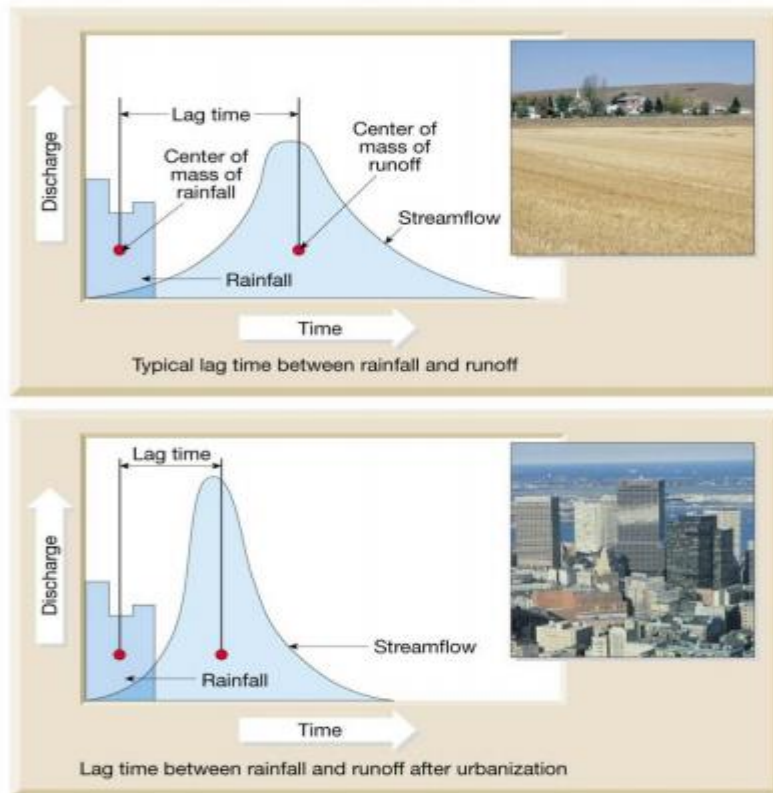 Discharge
Lag time
Center of
mass of
rainfall
Center of
mass of
runoff
Streamflow
Rainfall
Time
Typical lag time between rainfall and runoff
Discharge
Lag time
Streamflow
Rainfall
Time
Lag time between rainfall and runoff after urbanization